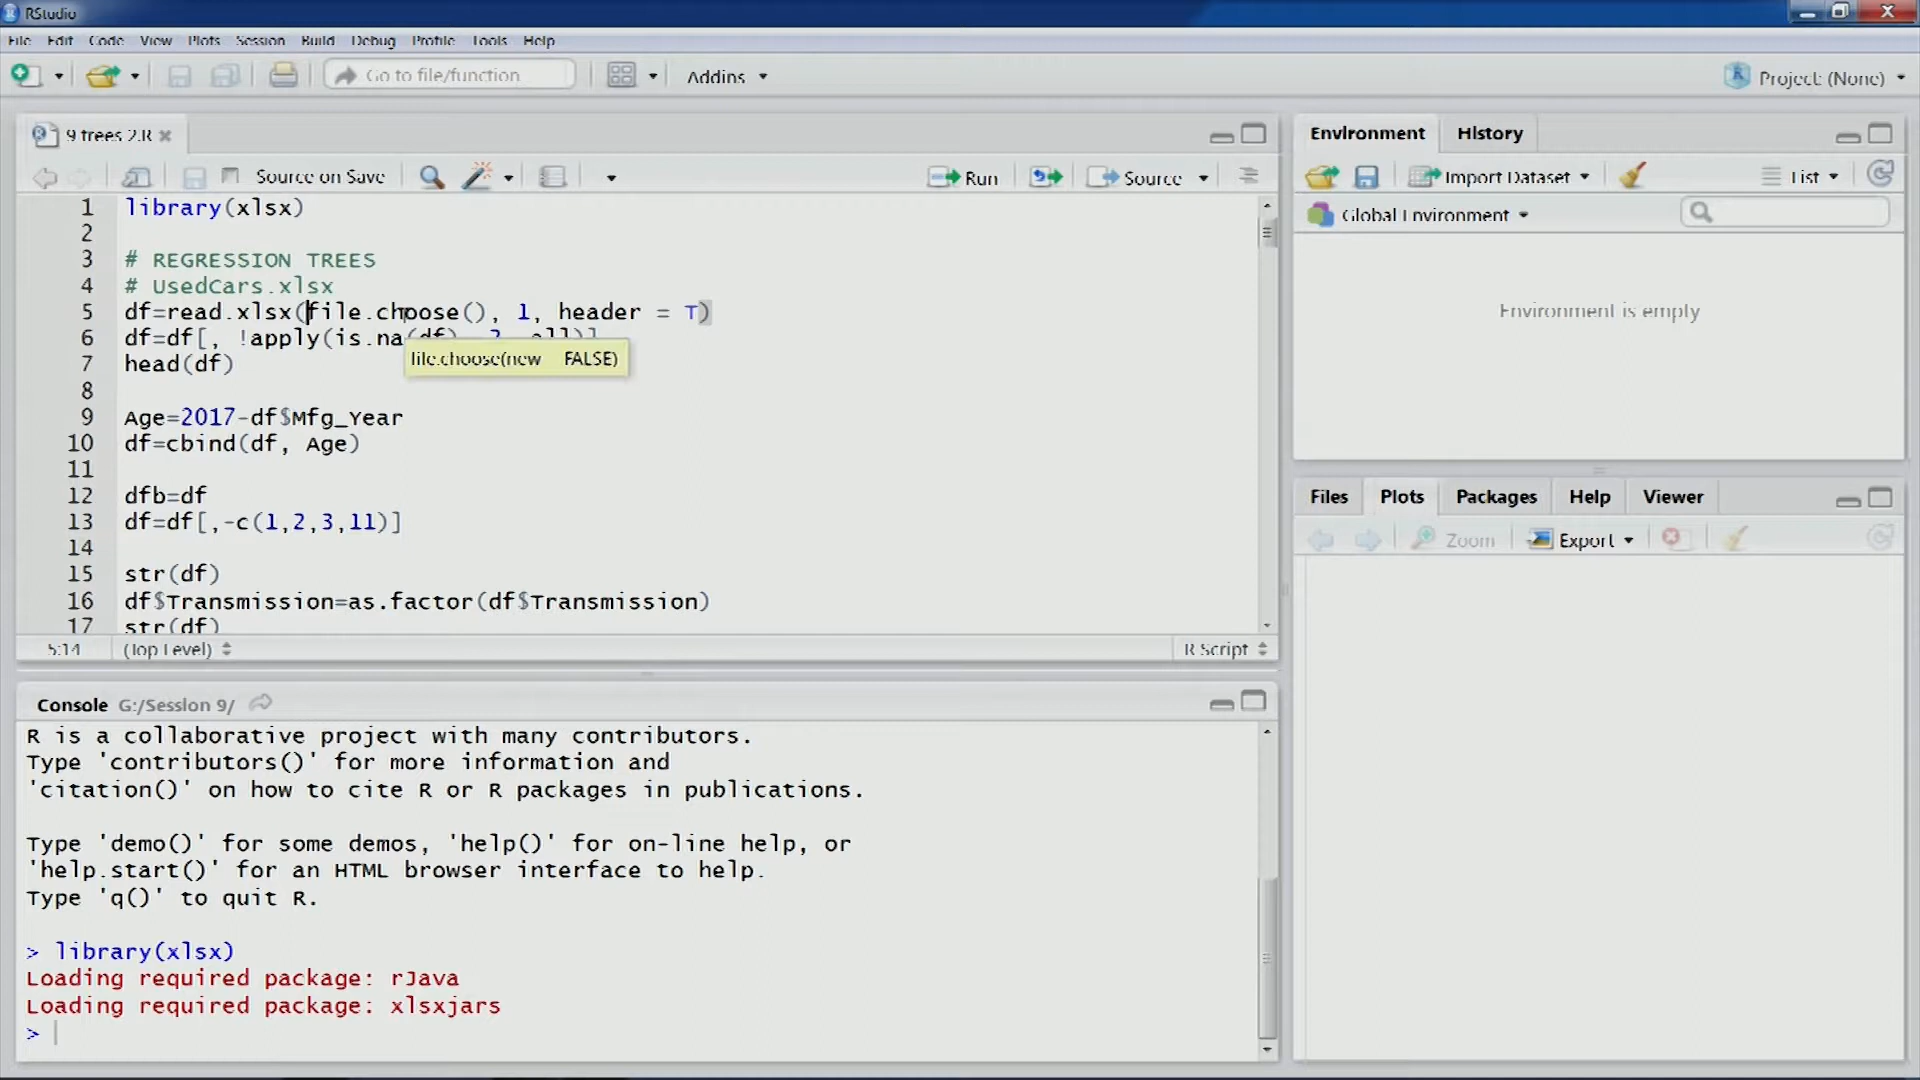 RStudio
File Edit Code View Plots Session Build Debug Profile Tools Help
Go to file/function
Addins
Project: (None)
9 trees 2.R
Source on Save
Run
Source
1 library(xlsx)
2
3 # REGRESSION TREES
4 # UsedCars.xlsx
5 df=read.xlsx(file.choose(), 1, header = T)
6 df=df[, !apply(is.na(df), 2, all)]
file.choose(new FALSE)
7 head(df)
8
9 Age=2017-df$Mfg_Year
10 df=cbind(df, Age)
11
12 dfb=df
13 df=df[,-c(1,2,3,11)]
14
15 str(df)
16 df$Transmission=as.factor(df$Transmission)
17 str(df)
5:14 (Top Level) R Script
Console G:/Session 9/
R is a collaborative project with many contributors.
Type 'contributors()' for more information and
'citation()' on how to cite R or R packages in publications.
Type 'demo()' for some demos, 'help()' for on-line help, or
'help.start()' for an HTML browser interface to help.
Type 'q()' to quit R.
> library(xlsx)
Loading required package: rJava
Loading required package: xlsxjars
>
Environment History
Import Dataset List
Global Environment
Environment is empty
Files Plots Packages Help Viewer
Zoom Export